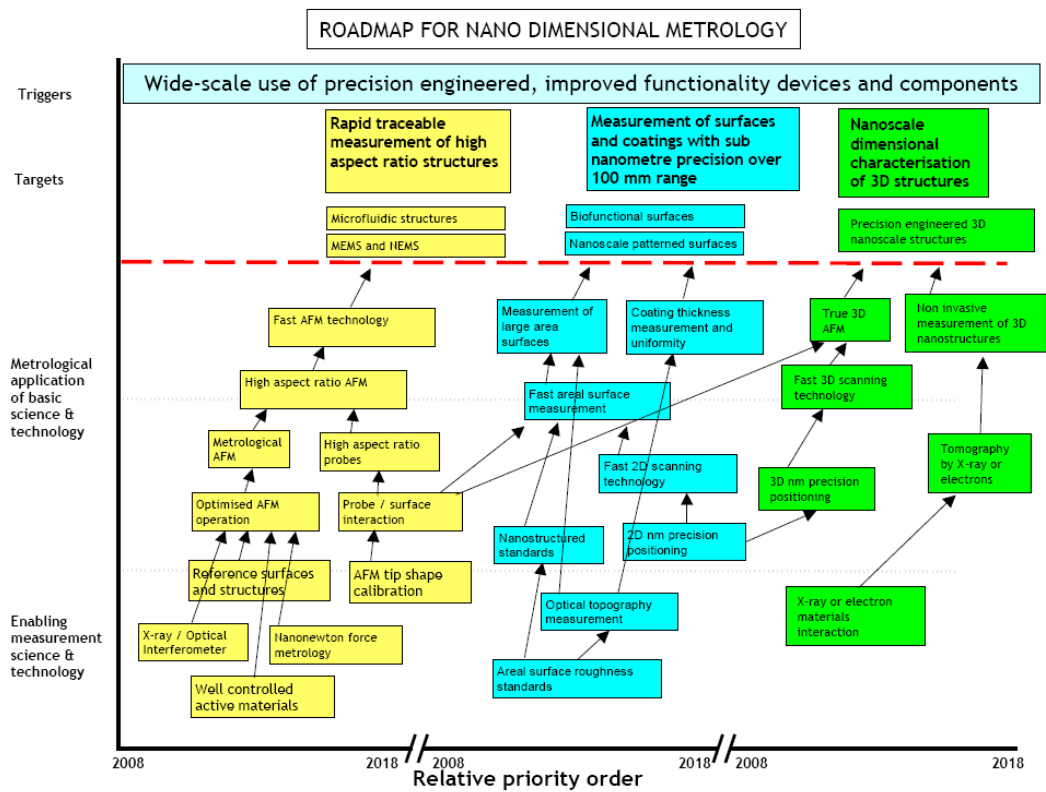 ROADMAP FOR NANO DIMENSIONAL METROLOGY
Triggers
Wide-scale use of precision engineered, improved functionality devices and components
Targets
Rapid traceable
measurement of high
aspect ratio structures
Measurement of surfaces
and coatings with sub
nanometre precision over
100 mm range
Nanoscale
dimensional
characterisation
of 3D structures
Microfluidic structures
MEMS and NEMS
Biofunctional surfaces
Nanoscale patterned surfaces
Precision engineered 3D
nanoscale structures
Metrological
application
of basic
science &
technology
Fast AFM technology
High aspect ratio AFM
Metrological
AFM
High aspect ratio
probes
Optimised AFM
operation
Probe / surface
interaction
Measurement of
large area
surfaces
Coating thickness
measurement and
uniformity
Fast areal surface
measurement
Fast 2D scanning
technology
Nanostructured
standards
2D nm precision
positioning
True 3D
AFM
Non invasive
measurement of 3D
nanostructures
Fast 3D scanning
technology
Tomography
by X-ray or
electrons
3D nm precision
positioning
Enabling
measurement
science &
technology
Reference surfaces
and structures
AFM tip shape
calibration
X-ray / Optical
Interferometer
Nanonewton force
metrology
Well controlled
active materials
Optical topography
measurement
Areal surface roughness
standards
X-ray or electron
materials
interaction
2008
2018
2008
2018
2008
2018
Relative priority order